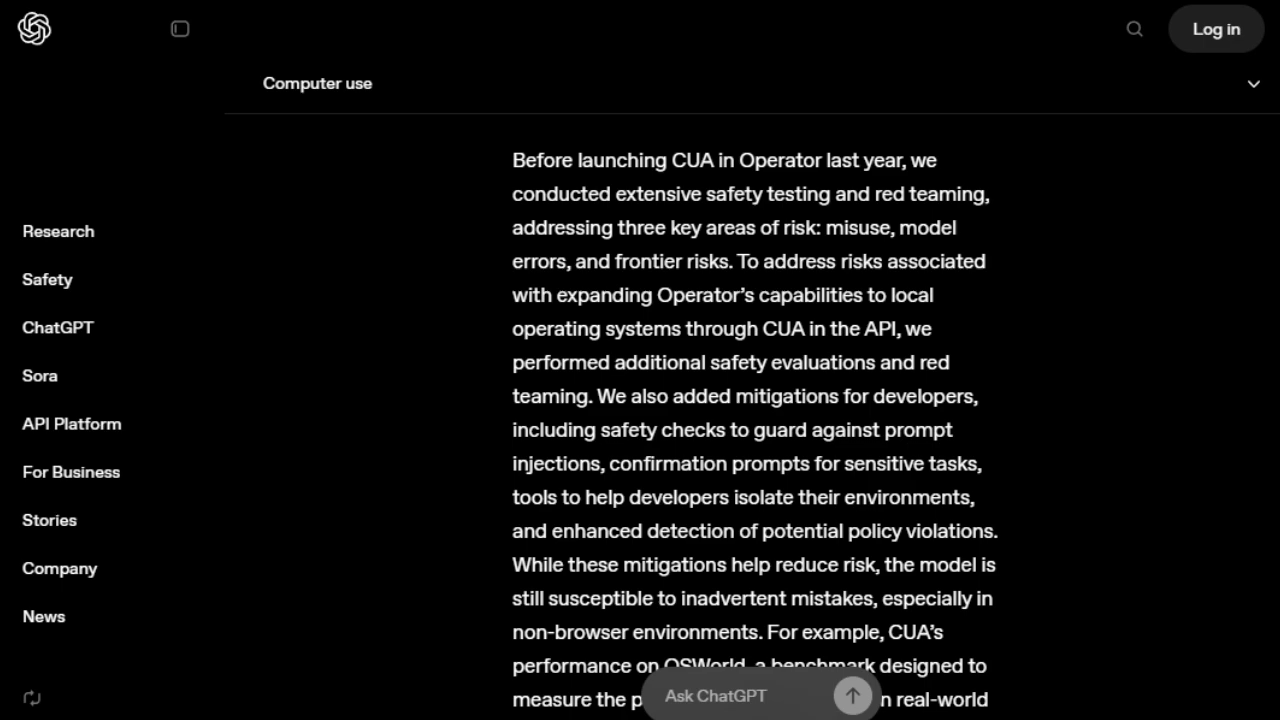 Log in
Computer use
Research
Safety
ChatGPT
Sora
API Platform
For Business
Stories
Company
News
Before launching CUA in Operator last year, we
conducted extensive safety testing and red teaming,
addressing three key areas of risk: misuse, model
errors, and frontier risks. To address risks associated
with expanding Operator’s capabilities to local
operating systems through CUA in the API, we
performed additional safety evaluations and red
teaming. We also added mitigations for developers,
including safety checks to guard against prompt
injections, confirmation prompts for sensitive tasks,
tools to help developers isolate their environments,
and enhanced detection of potential policy violations.
While these mitigations help reduce risk, the model is
still susceptible to inadvertent mistakes, especially in
non-browser environments. For example, CUA’s
performance on OSWorld, a benchmark designed to
measure the in real-world
Ask ChatGPT